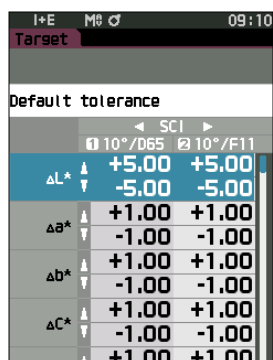 I+E M 09:10
Target
Default tolerance
◀ SCI ▶
1 10°/D65 2 10°/F11
ΔL* +5.00 +5.00
-5.00 -5.00
Δa* +1.00 +1.00
-1.00 -1.00
Δb* +1.00 +1.00
-1.00 -1.00
ΔC* +1.00 +1.00
-1.00 -1.00
+1.00 +1.00